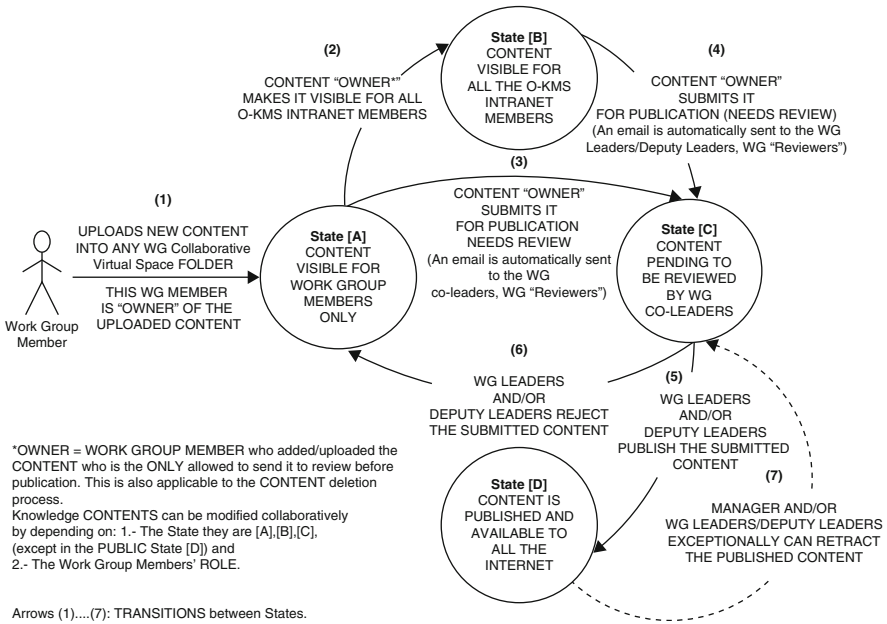 (2)
CONTENT “OWNER*”
MAKES IT VISIBLE FOR ALL
O-KMS INTRANET MEMBERS
State [B]
CONTENT
VISIBLE FOR
ALL THE O-KMS
INTRANET
MEMBERS
(4)
CONTENT “OWNER”
SUBMITS IT
FOR PUBLICATION (NEEDS REVIEW)
(An email is automatically sent to the WG
Leaders/Deputy Leaders, WG “Reviewers”)
(1)
UPLOADS NEW CONTENT
INTO ANY WG Collaborative
Virtual Space FOLDER
THIS WG MEMBER
IS “OWNER” OF THE
UPLOADED CONTENT
Work Group
Member
State [A]
CONTENT
VISIBLE FOR
WORK GROUP
MEMBERS
ONLY
(3)
CONTENT “OWNER”
SUBMITS IT
FOR PUBLICATION
NEEDS REVIEW
(An email is automatically sent
to the WG
co-leaders, WG “Reviewers”)
State [C]
CONTENT
PENDING TO
BE REVIEWED
BY WG
CO-LEADERS
(6)
WG LEADERS
AND/OR
DEPUTY LEADERS REJECT
THE SUBMITTED CONTENT
(5)
WG LEADERS
AND/OR
DEPUTY LEADERS
PUBLISH THE SUBMITTED
CONTENT
(7)
MANAGER AND/OR
WG LEADERS/DEPUTY LEADERS
EXCEPTIONALLY CAN RETRACT
THE PUBLISHED CONTENT
State [D]
CONTENT IS
PUBLISHED AND
AVAILABLE TO
ALL THE
INTERNET
*OWNER = WORK GROUP MEMBER who added/uploaded the
CONTENT who is the ONLY allowed to send it to review before
publication. This is also applicable to the CONTENT deletion
process.
Knowledge CONTENTS can be modified collaboratively
by depending on: 1.- The State they are [A],[B],[C],
(except in the PUBLIC State [D]) and
2.- The Work Group Members’ ROLE.
Arrows (1)....(7): TRANSITIONS between States.